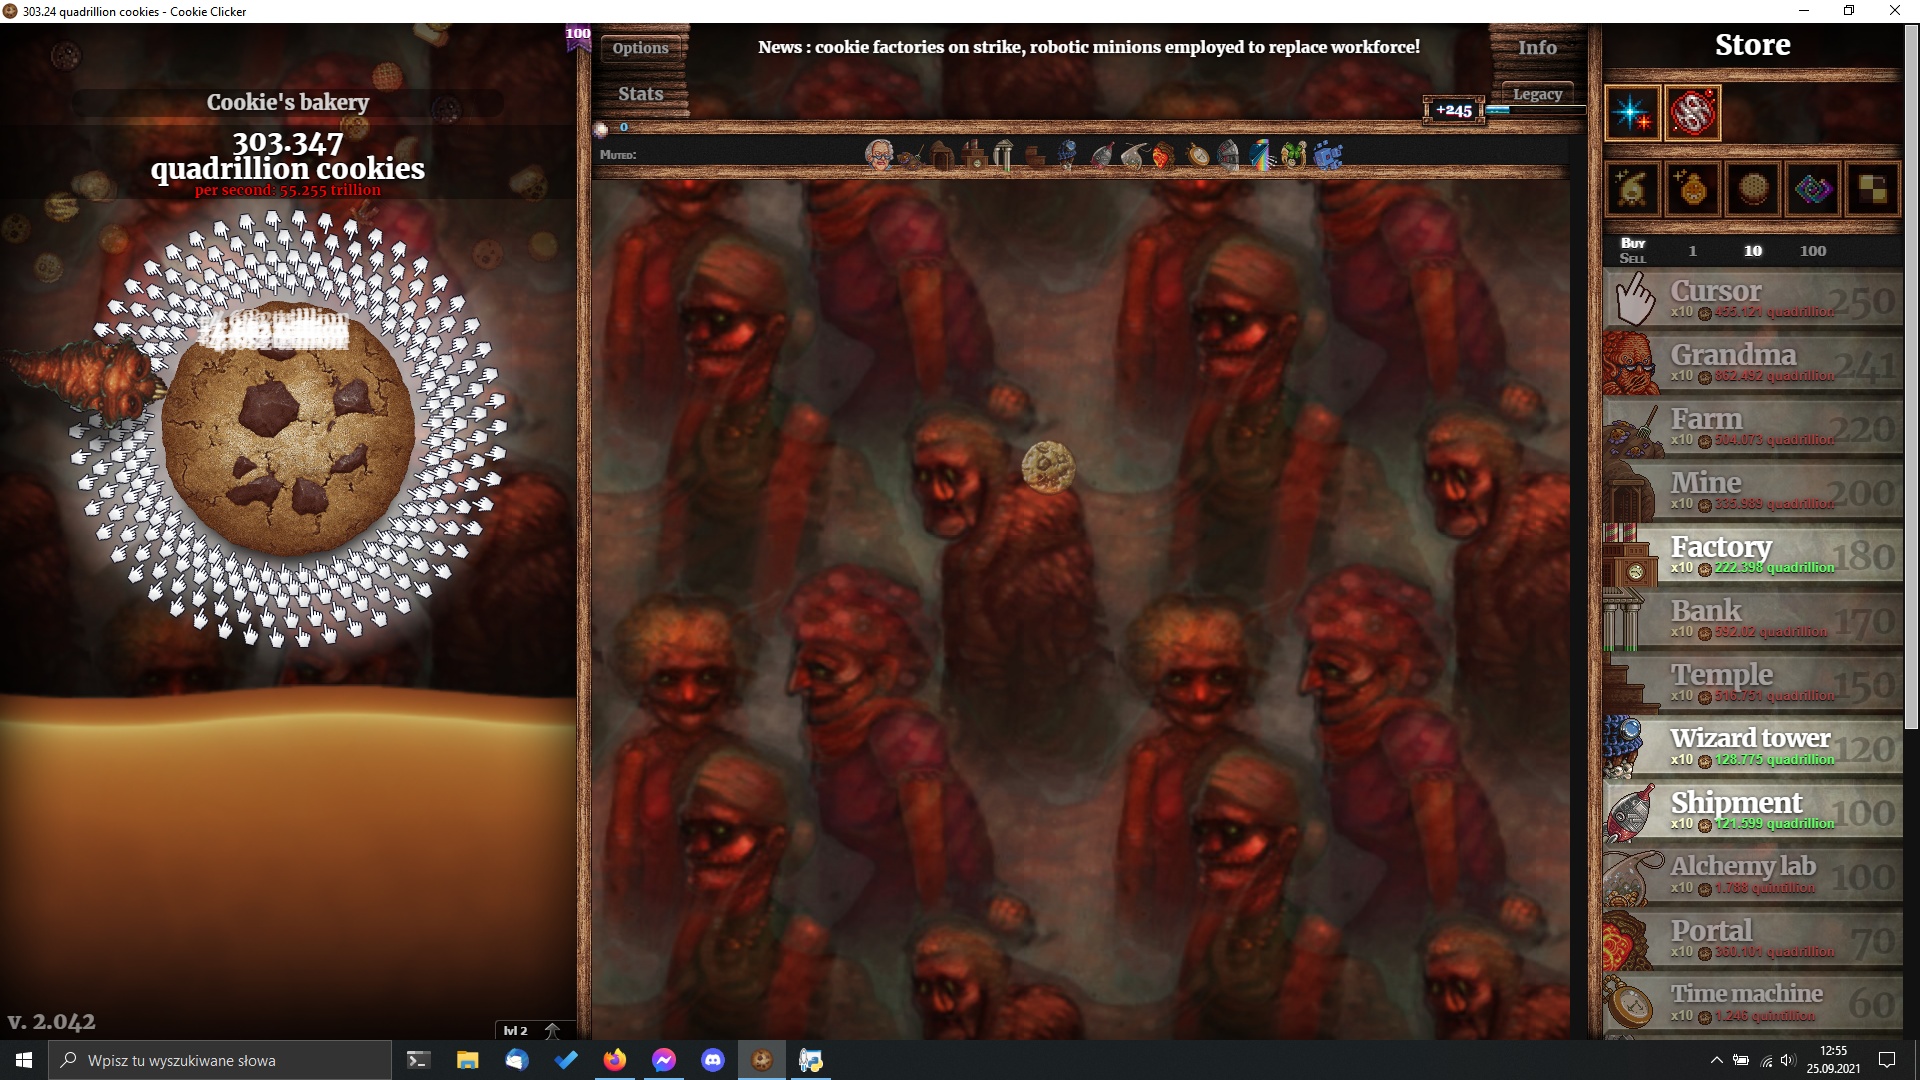 303.24 quadrillion cookies - Cookie Clicker
100
Options
News : cookie factories on strike, robotic minions employed to replace workforce!
Info
Stats
Legacy
+245
0
Muted:
Cookie's bakery
303.347
quadrillion cookies
per second: 55.255 trillion
v. 2.042
lvl 2
Store
Buy
Sell
1
10
100
Cursor
x10 455.121 quadrillion
250
Grandma
x10 862.492 quadrillion
241
Farm
x10 504.073 quadrillion
220
Mine
x10 335.989 quadrillion
200
Factory
x10 222.398 quadrillion
180
Bank
x10 592.02 quadrillion
170
Temple
x10 516.751 quadrillion
150
Wizard tower
x10 128.775 quadrillion
120
Shipment
x10 121.599 quadrillion
100
Alchemy lab
x10 1.788 quintillion
100
Portal
x10 360.101 quadrillion
70
Time machine
x10 1.246 quintillion
60
Wpisz tu wyszukiwane słowa
12:55
25.09.2021